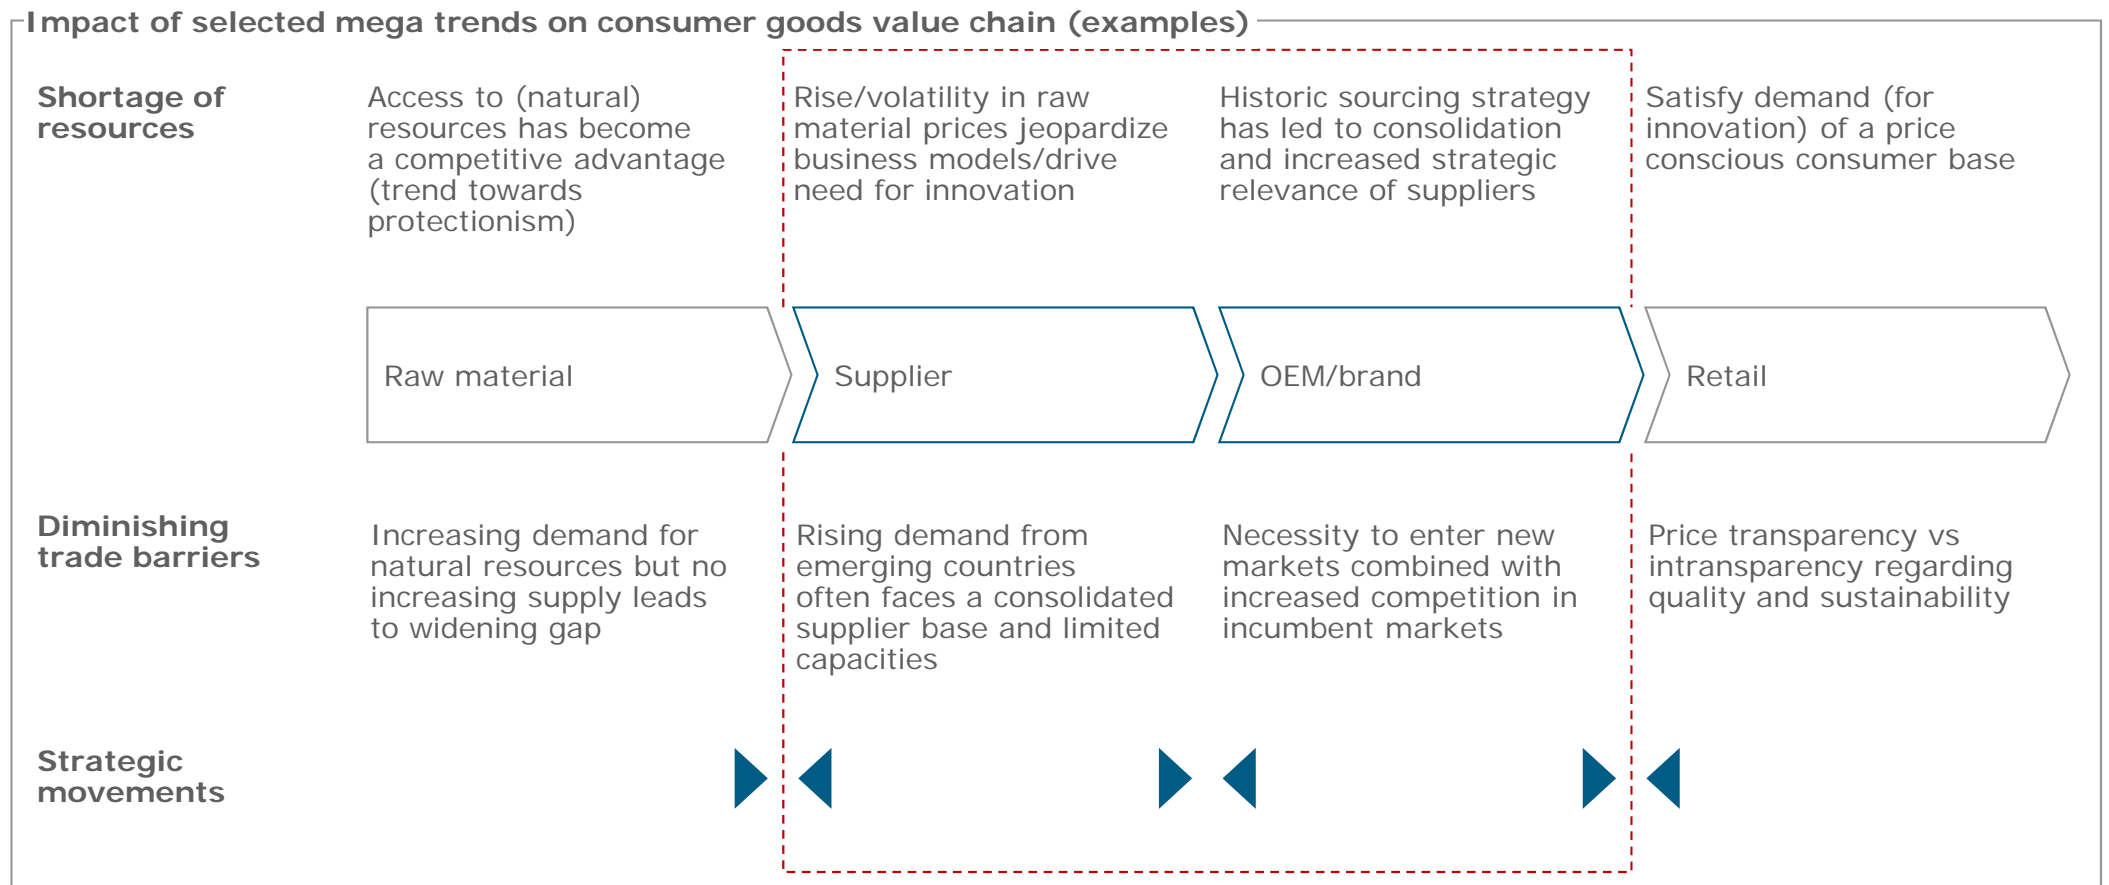 Impact of selected mega trends on consumer goods value chain (examples)
Shortage of
resources
Access to (natural)
resources has become
a competitive advantage
(trend towards
protectionism)
Rise/volatility in raw
material prices jeopardize
business models/drive
need for innovation
Historic sourcing strategy
has led to consolidation
and increased strategic
relevance of suppliers
Satisfy demand (for
innovation) of a price
conscious consumer base
Raw material
Supplier
OEM/brand
Retail
Diminishing
trade barriers
Increasing demand for
natural resources but no
increasing supply leads
to widening gap
Rising demand from
emerging countries
often faces a consolidated
supplier base and limited
capacities
Necessity to enter new
markets combined with
increased competition in
incumbent markets
Price transparency vs
intransparency regarding
quality and sustainability
Strategic
movements